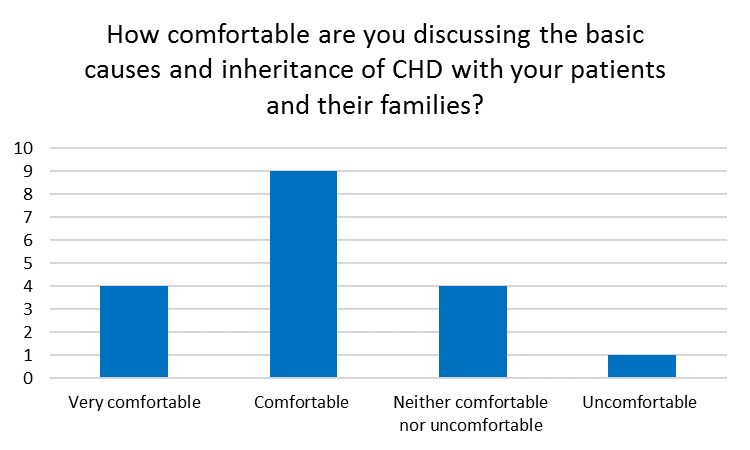 How comfortable are you discussing the basic
causes and inheritance of CHD with your patients
and their families?
10
9
8
7
6
5
4
3
2
1
0
Very comfortable
Comfortable
Neither comfortable
nor uncomfortable
Uncomfortable